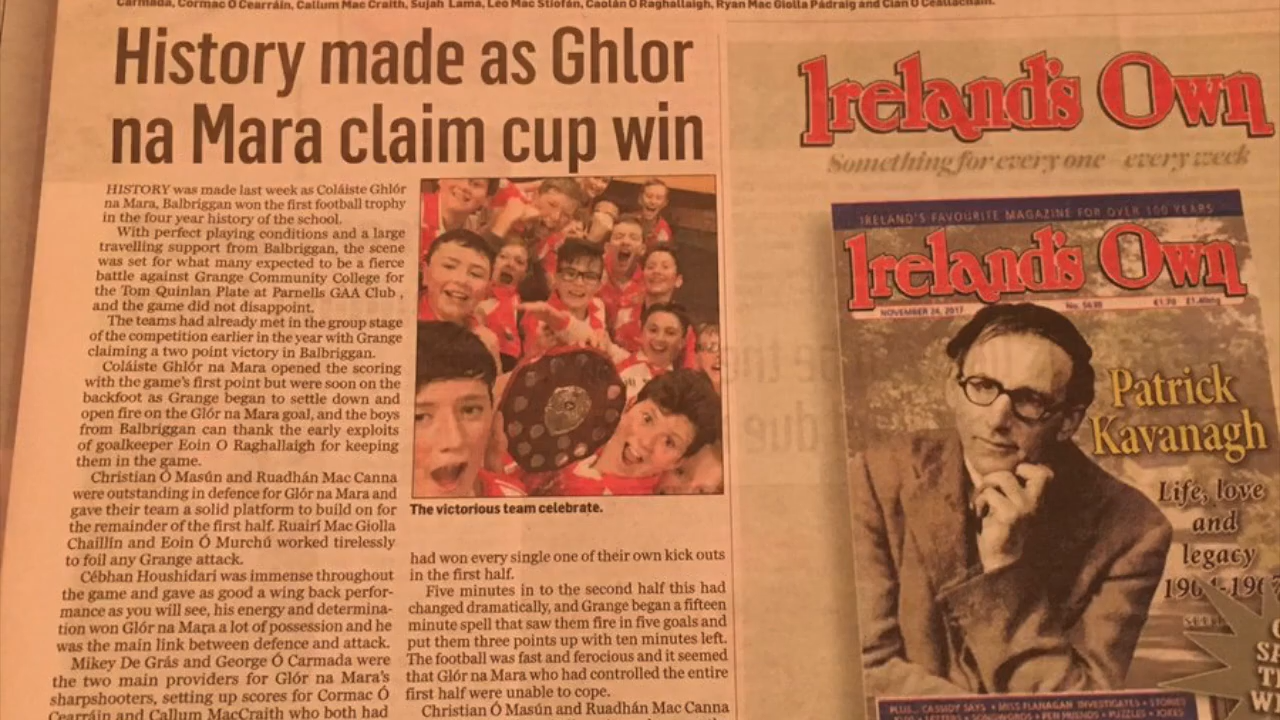 Carmada, Cormac Ó Cearráin, Callum Mac Craith, Sujah Lama, Leo Mac Stiofán, Caolán Ó Raghallaigh, Ryan Mac Giolla Pádraig and Cian Ó Ceallacháin.
History made as Ghlor
na Mara claim cup win
HISTORY was made last week as Coláiste Ghlór
na Mara, Balbriggan won the first football trophy
in the four year history of the school.
With perfect playing conditions and a large
travelling support from Balbriggan, the scene
was set for what many expected to be a fierce
battle against Grange Community College for
the Tom Quinlan Plate at Parnells GAA Club ,
and the game did not disappoint.
The teams had already met in the group stage
of the competition earlier in the year with Grange
claiming a two point victory in Balbriggan.
Coláiste Ghlór na Mara opened the scoring
with the game's first point but were soon on the
backfoot as Grange began to settle down and
open fire on the Glór na Mara goal, and the boys
from Balbriggan can thank the early exploits
of goalkeeper Eoin O Raghallaigh for keeping
them in the game.
Christian Ó Masún and Ruadhán Mac Canna
were outstanding in defence for Glór na Mara and
gave their team a solid platform to build on for
the remainder of the first half. Ruairí Mac Giolla
Chaillín and Eoin Ó Murchú worked tirelessly
to foil any Grange attack.
Cébhan Houshidari was immense throughout
the game and gave as good a wing back perfor-
mance as you will see, his energy and determina-
tion won Glór na Mara a lot of possession and he
was the main link between defence and attack.
Mikey De Grás and George Ó Carmada were
the two main providers for Glór na Mara's
sharpshooters, setting up scores for Cormac Ó
Cearráin and Callum MacCraith who both had
The victorious team celebrate.
had won every single one of their own kick outs
in the first half.
Five minutes in to the second half this had
changed dramatically, and Grange began a fifteen
minute spell that saw them fire in five goals and
put them three points up with ten minutes left.
The football was fast and ferocious and it seemed
that Glór na Mara who had controlled the entire
first half were unable to cope.
Christian Ó Masún and Ruadhán Mac Canna
Ireland's Own
Something for everyone - every week
IRELAND'S FAVOURITE MAGAZINE FOR OVER 100 YEARS
Ireland's Own
NOVEMBER 24, 2017
Patrick
Kavanagh
Life, love
and
legacy
PLUS... CASSIDY SAYS • MISS FLANAGAN INVESTIGATES • STORIES